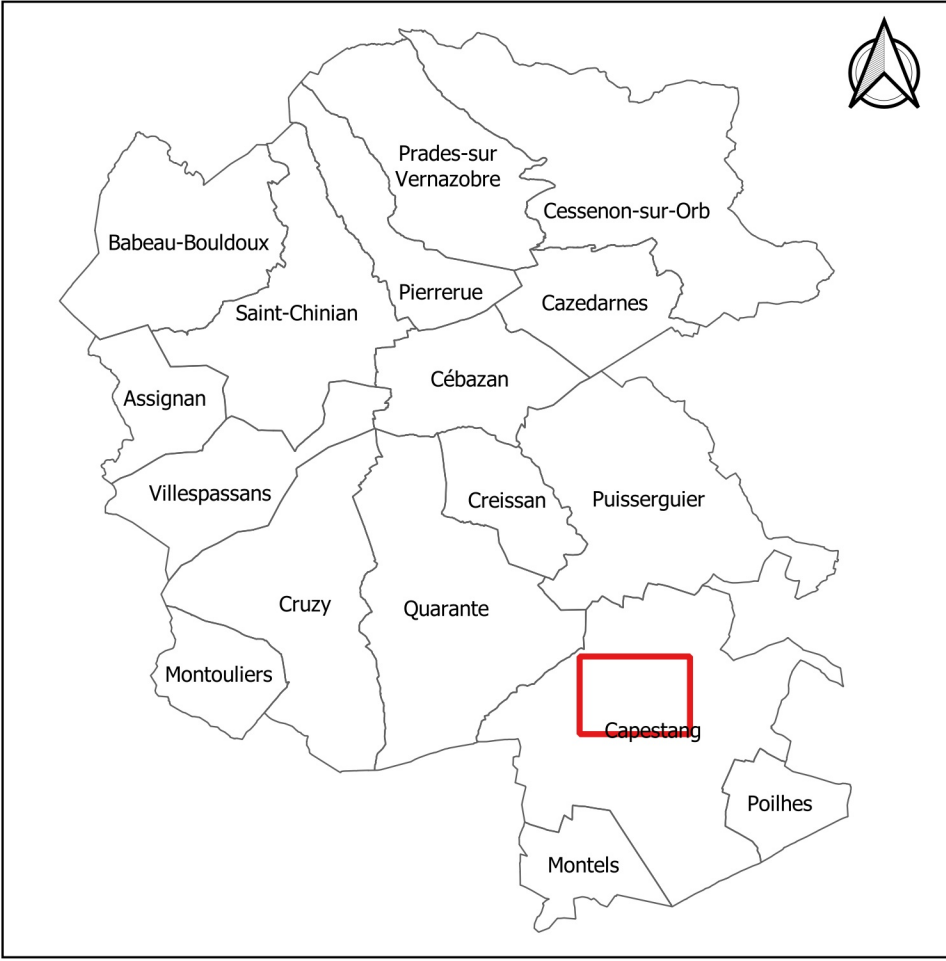 Prades-sur
Vernazobre
Cessenon-sur-Orb
Babeau-Bouldoux
Pierrerue
Cazedarnes
Saint-Chinian
Cébazan
Assignan
Villespassans
Creissan
Puisserguier
Cruzy
Quarante
Montouliers
Capestang
Poilhes
Montels